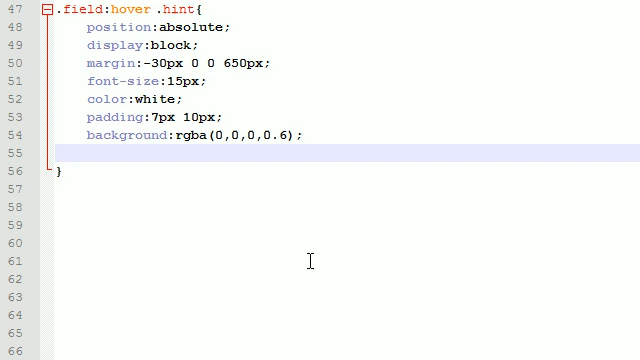 47 .field:hover .hint{
48 position:absolute;
49 display:block;
50 margin:-30px 0 0 650px;
51 font-size:15px;
52 color:white;
53 padding:7px 10px;
54 background:rgba(0,0,0,0.6);
55
56 }
57
58
59
60
61
62
63
64
65
66